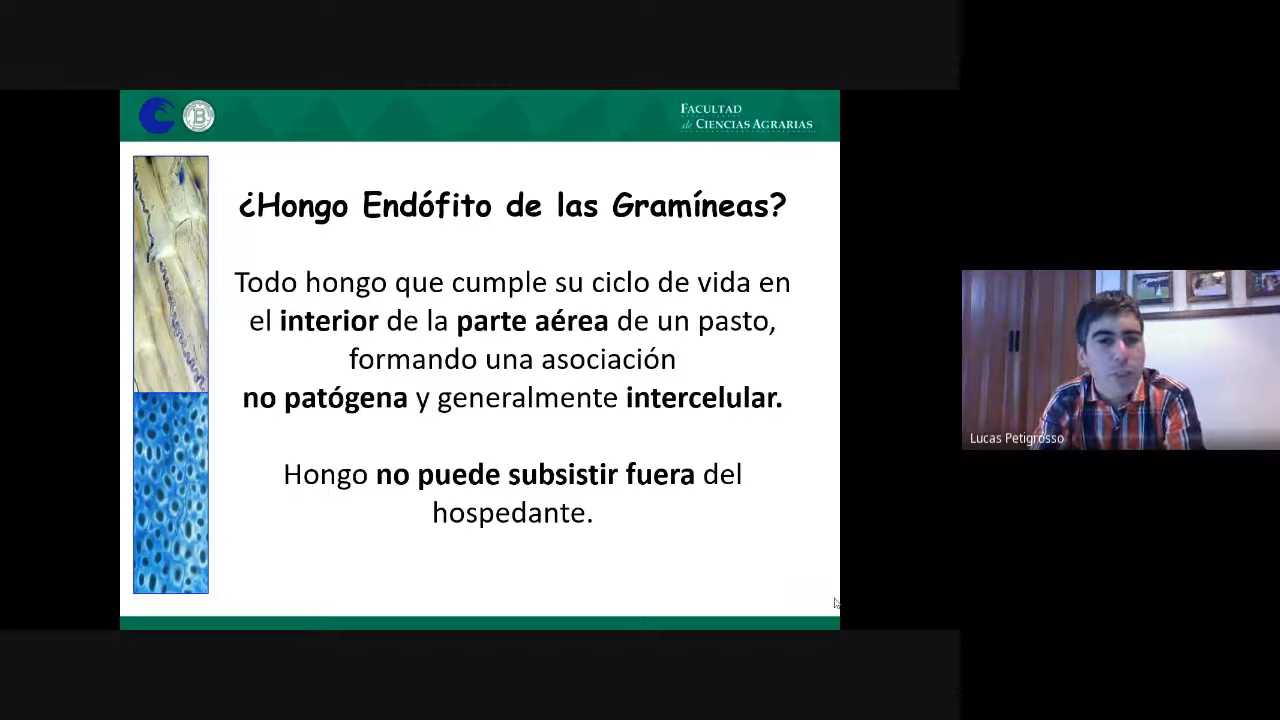 FACULTAD
de CIENCIAS AGRARIAS
¿Hongo Endófito de las Gramíneas?
Todo hongo que cumple su ciclo de vida en
el interior de la parte aérea de un pasto,
formando una asociación
no patógena y generalmente intercelular.
Hongo no puede subsistir fuera del
hospedante.
Lucas Petigrosso